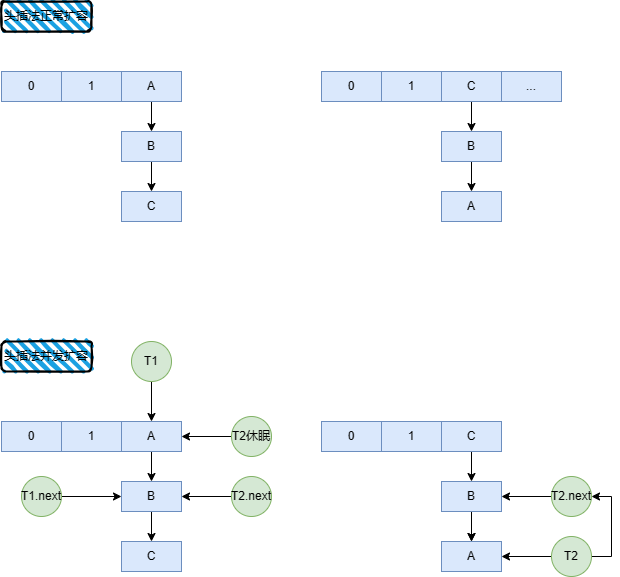 头插法正常扩容
0 1 A
B
C
0 1 C ...
B
A
头插法并发扩容
T1
0 1 A
T2休眠
T1.next
B
T2.next
C
0 1 C
B
T2.next
A
T2